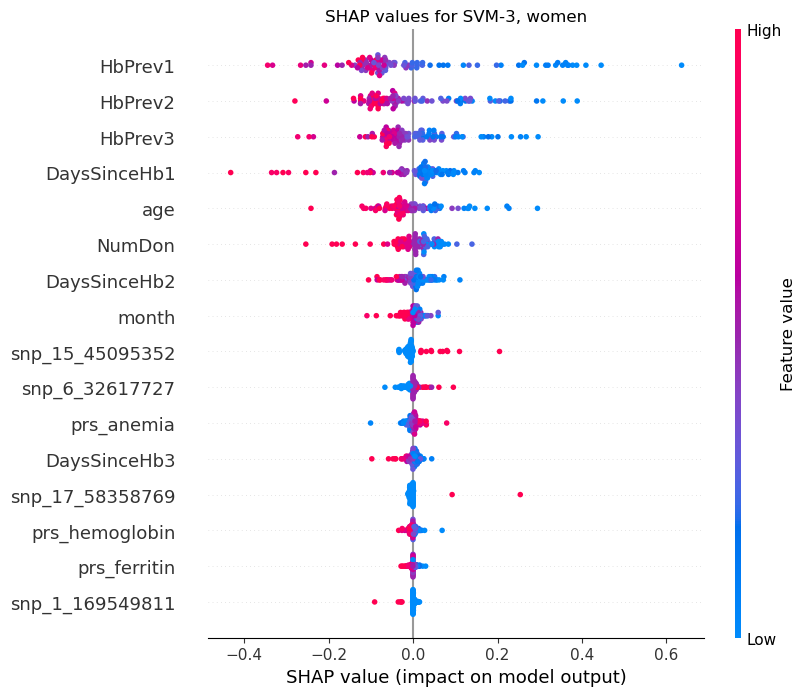 SHAP values for SVM-3, women
High
HbPrev1
HbPrev2
HbPrev3
DaysSinceHb1
age
NumDon
DaysSinceHb2
month
snp_15_45095352
snp_6_32617727
prs_anemia
DaysSinceHb3
snp_17_58358769
prs_hemoglobin
prs_ferritin
snp_1_169549811
Feature value
Low
−0.4 −0.2 0.0 0.2 0.4 0.6
SHAP value (impact on model output)